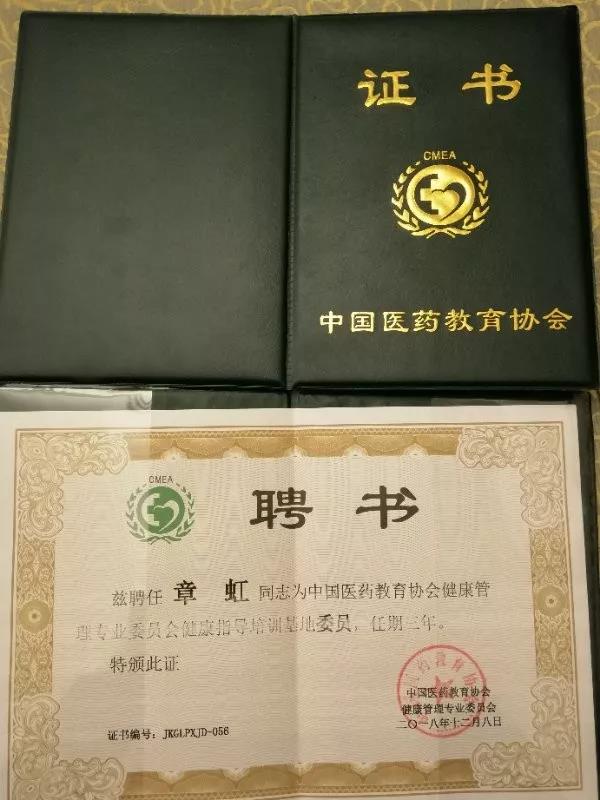 证书
CMEA
中国医药教育协会
CMEA
聘书
兹聘任 章 虹 同志为中国医药教育协会健康管
理专业委员会健康指导培训基地委员，任期三年。
特颁此证
中国医药教育协会
健康管理专业委员会
二〇一八年十二月八日
证书编号：JKGLPXJD-056